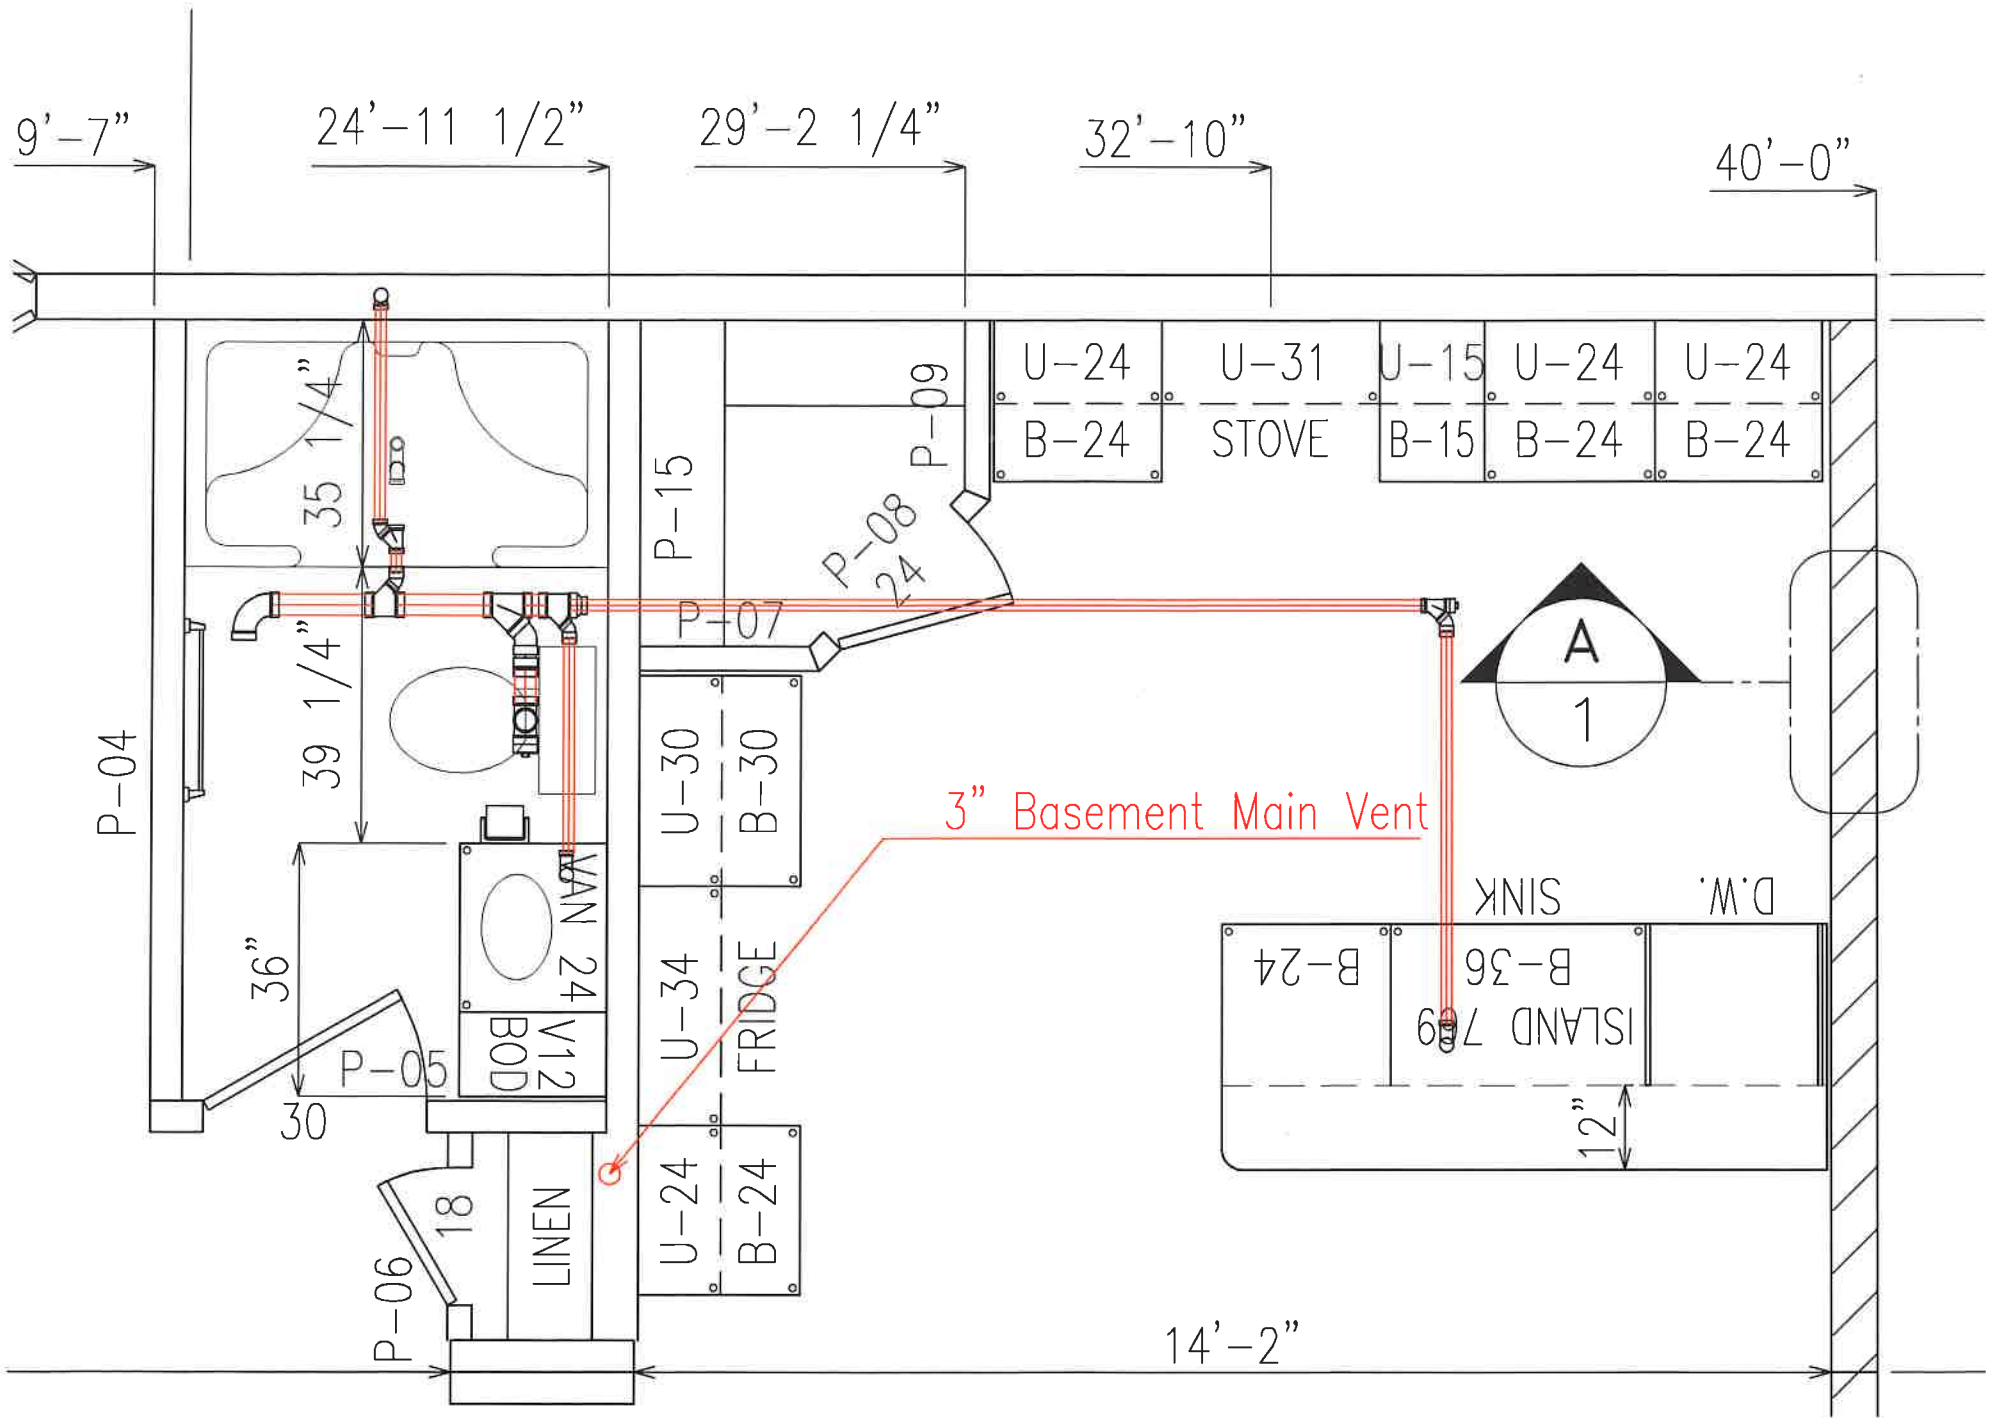 9'-7"
24'-11 1/2"
29'-2 1/4"
32'-10"
40'-0"
35 1/4"
39 1/4"
36"
P-04
P-05
30
P-06
18
LINEN
VAN 24
V12
BOD
P-15
P-07
P-08
24
P-09
U-24
B-24
U-31
STOVE
U-15
B-15
U-24
B-24
U-24
B-24
A
1
U-30
B-30
U-34
FRIDGE
U-24
B-24
3" Basement Main Vent
SINK
D.W.
B-24
B-36
ISLAND 7
12"
14'-2"